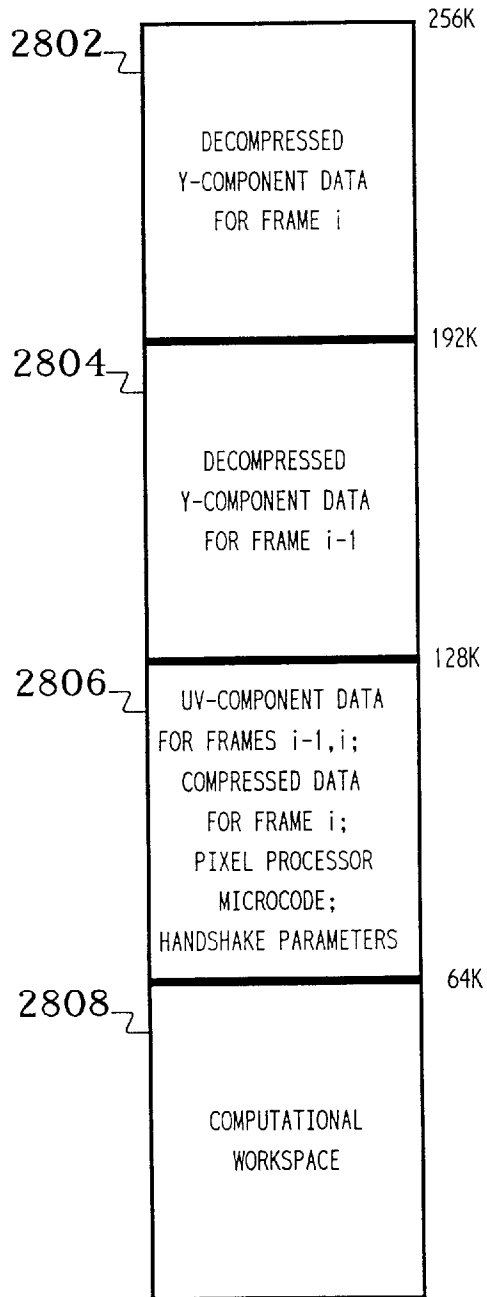 256K
2802
DECOMPRESSED
Y-COMPONENT DATA
FOR FRAME i
192K
2804
DECOMPRESSED
Y-COMPONENT DATA
FOR FRAME i-1
128K
2806
UV-COMPONENT DATA
FOR FRAMES i-1,i;
COMPRESSED DATA
FOR FRAME i;
PIXEL PROCESSOR
MICROCODE;
HANDSHAKE PARAMETERS
64K
2808
COMPUTATIONAL
WORKSPACE